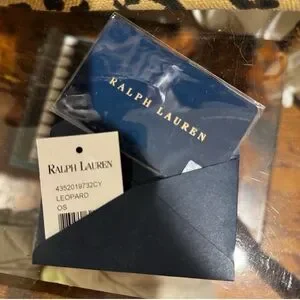 RALPH LAUREN
RALPH LAUREN
4352019732CY
LEOPARD
OS